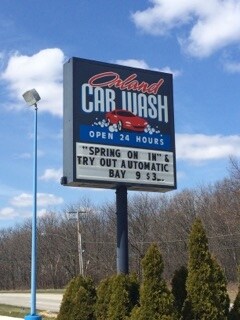 Orland
CAR WASH
OPEN 24 HOURS
"SPRING ON IN" &
TRY OUT AUTOMATIC
BAY 9 $3